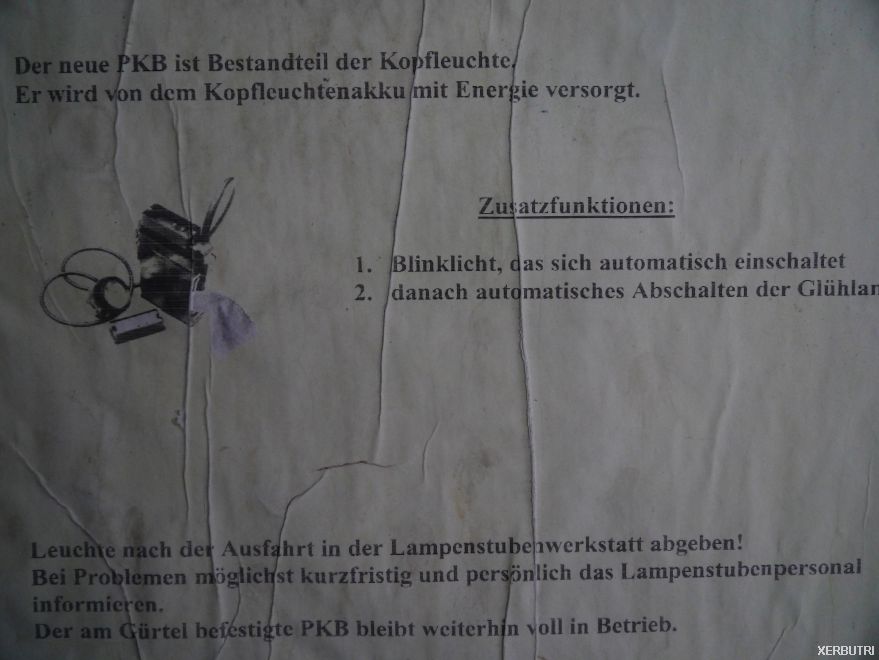 Der neue PKB ist Bestandteil der Kopfleuchte.
Er wird von dem Kopfleuchtenakku mit Energie versorgt.
Zusatzfunktionen:
1. Blinklicht, das sich automatisch einschaltet
2. danach automatisches Abschalten der Glühlan
Leuchte nach der Ausfahrt in der Lampenstubenwerkstatt abgeben!
Bei Problemen möglichst kurzfristig und persönlich das Lampenstubenpersonal
informieren.
Der am Gürtel befestigte PKB bleibt weiterhin voll in Betrieb.
XERBUTRI